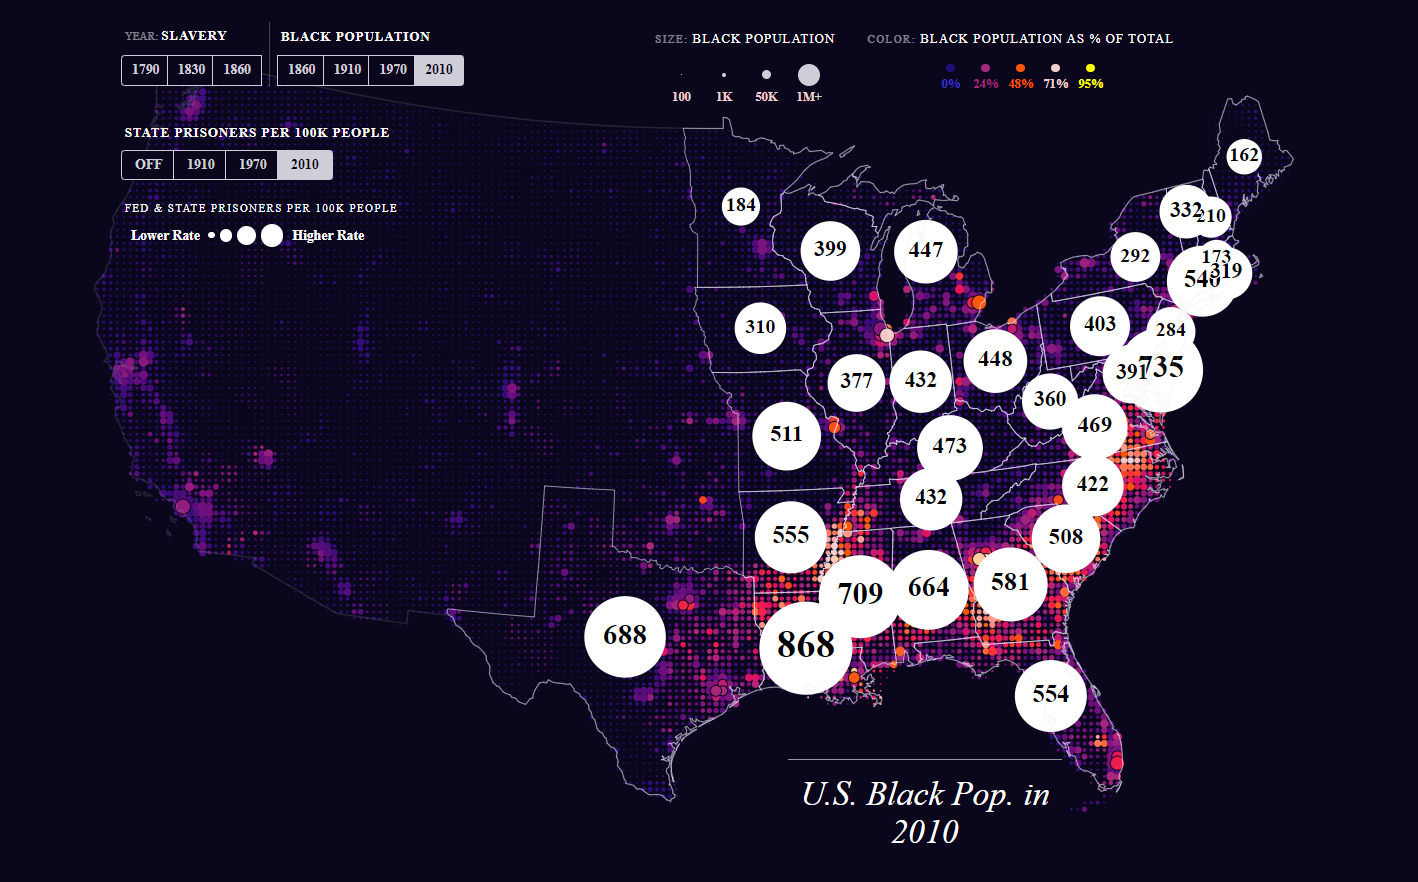 YEAR: SLAVERY
BLACK POPULATION
1790 1830 1860
1860 1910 1970 2010
STATE PRISONERS PER 100K PEOPLE
OFF 1910 1970 2010
FED & STATE PRISONERS PER 100K PEOPLE
Lower Rate Higher Rate
SIZE: BLACK POPULATION
100 1K 50K 1M+
COLOR: BLACK POPULATION AS % OF TOTAL
0% 24% 48% 71% 95%
162
184
332
210
399
447
292
173
540
319
310
403
284
448
391
735
377
432
360
511
469
473
422
432
555
508
709
664
581
688
868
554
U.S. Black Pop. in
2010